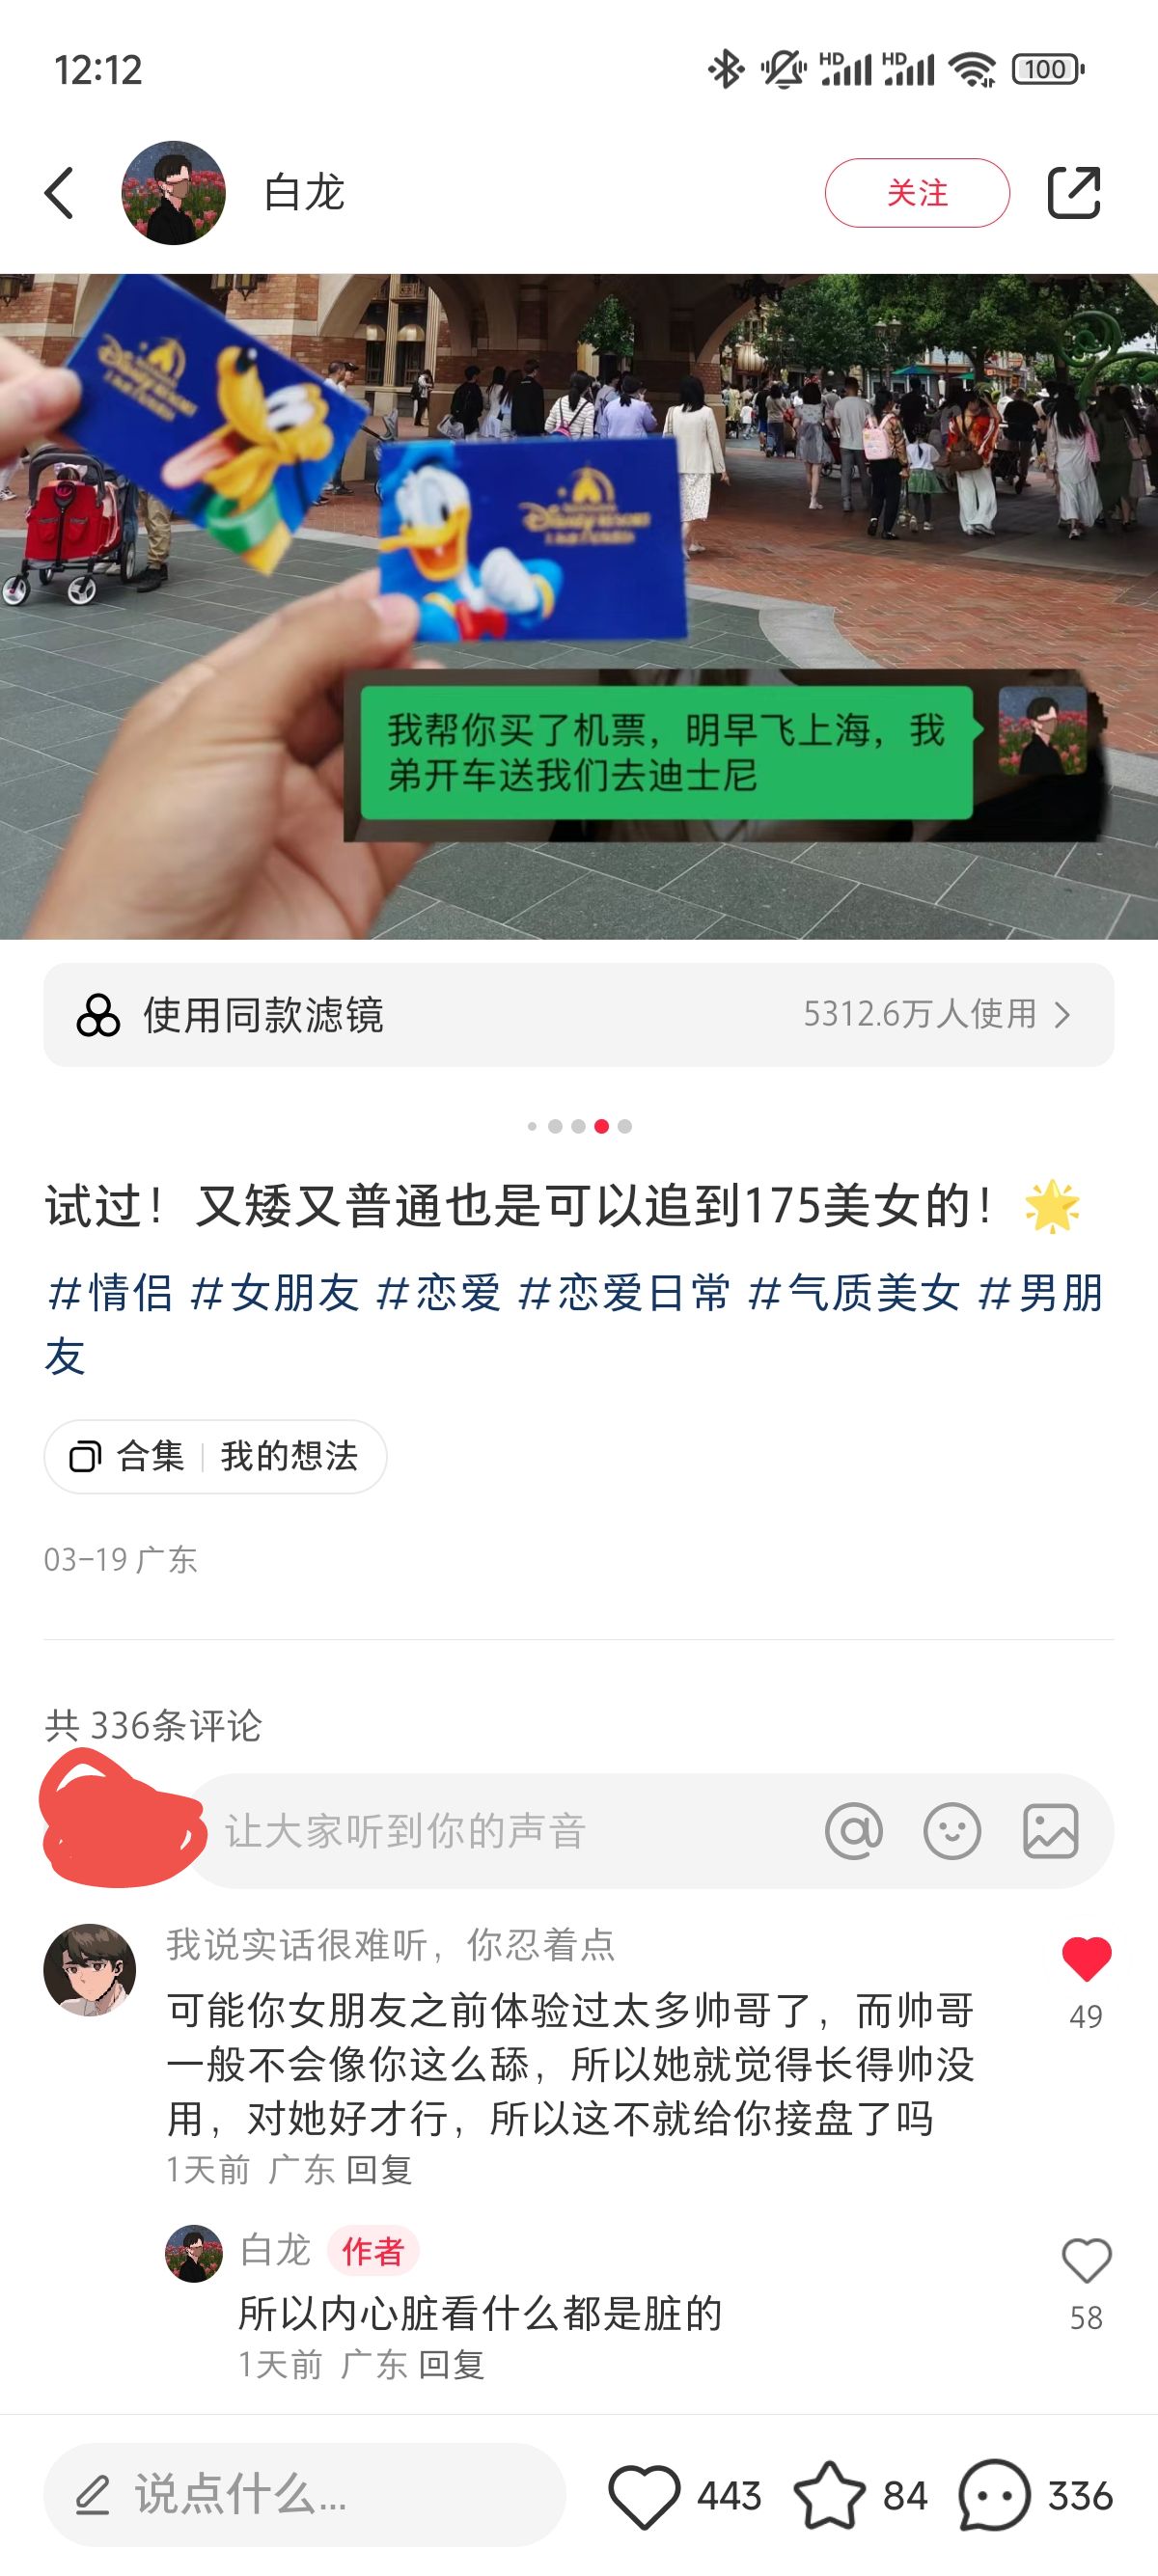 12:12
HD HD 100
白龙
关注
Disney RESORT
Disney RESORT
我帮你买了机票，明早飞上海，我
弟开车送我们去迪士尼
使用同款滤镜 5312.6万人使用
试过！又矮又普通也是可以追到175美女的！🌟
#情侣 #女朋友 #恋爱 #恋爱日常 #气质美女 #男朋
友
合集 | 我的想法
03-19 广东
共 336条评论
让大家听到你的声音
我说实话很难听，你忍着点
可能你女朋友之前体验过太多帅哥了，而帅哥
一般不会像你这么舔，所以她就觉得长得帅没
用，对她好才行，所以这不就给你接盘了吗
49
1天前 广东 回复
白龙 作者
所以内心脏看什么都是脏的
58
1天前 广东 回复
说点什么... 443 84 336